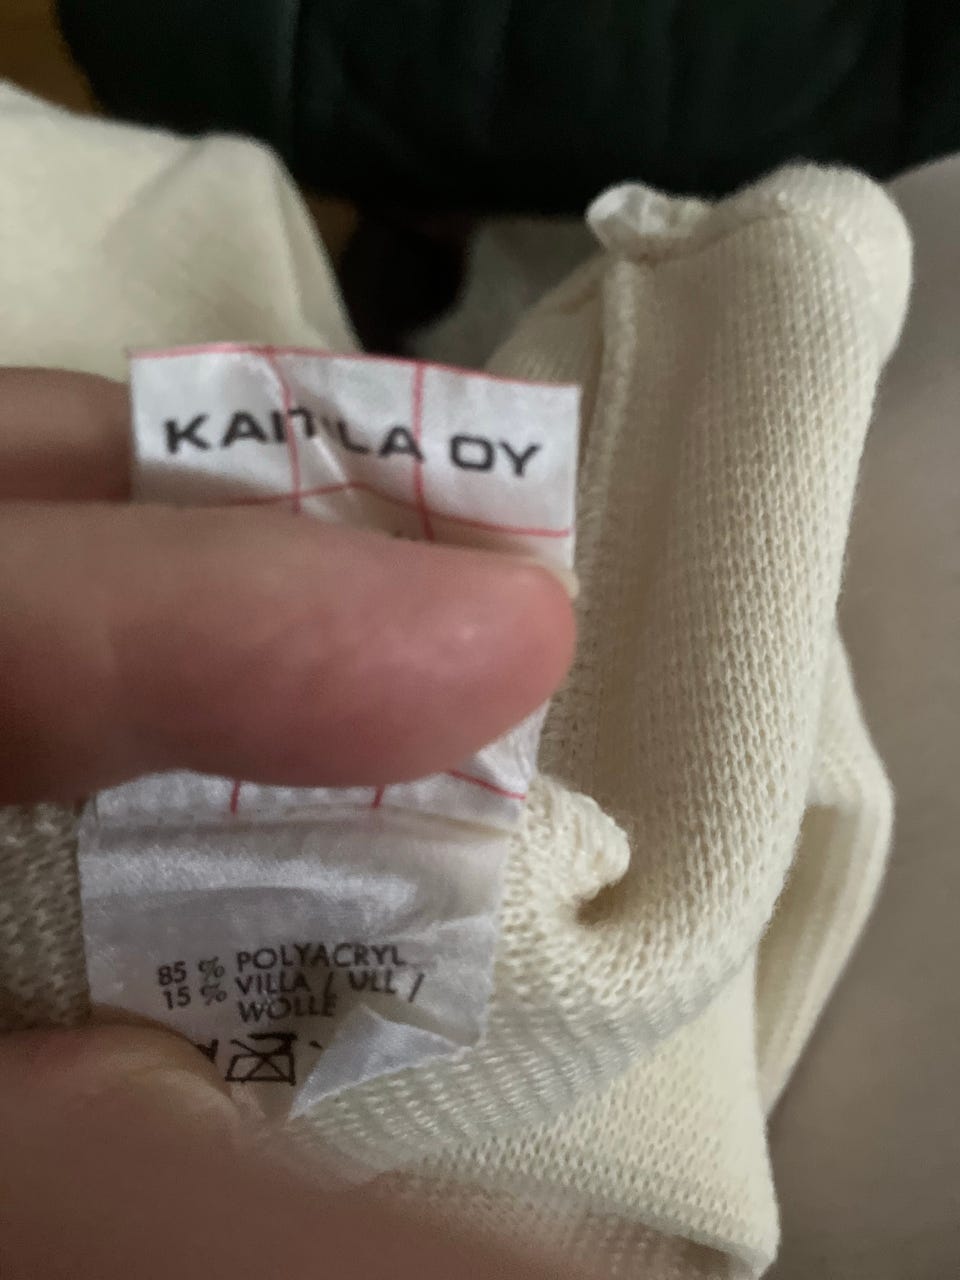 OY
85 % POLYACRYL
15 % VILLA / ULL /
WOLLE